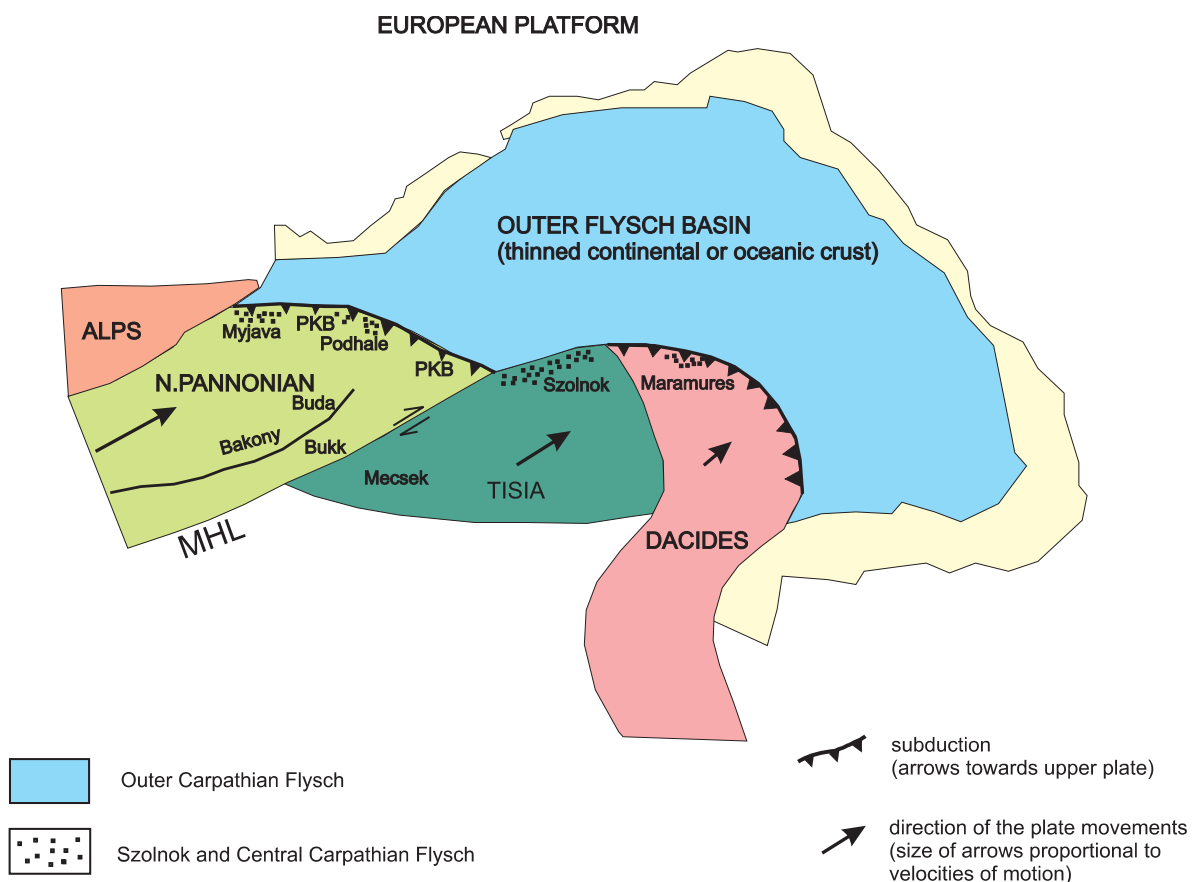 EUROPEAN PLATFORM
OUTER FLYSCH BASIN
(thinned continental or oceanic crust)
ALPS
Myjava
PKB
Podhale
PKB
N.PANNONIAN
Buda
Bakony
Bukk
Szolnok
Maramures
Mecsek
TISIA
MHL
DACIDES
Outer Carpathian Flysch
Szolnok and Central Carpathian Flysch
subduction
(arrows towards upper plate)
direction of the plate movements
(size of arrows proportional to
velocities of motion)